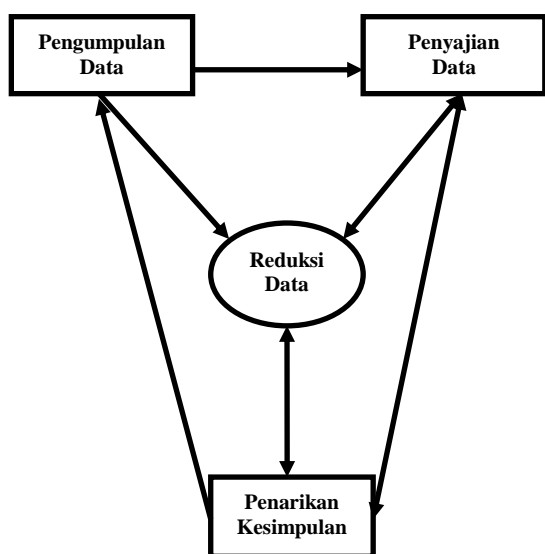 Pengumpulan
Data
Penyajian
Data
Reduksi
Data
Penarikan
Kesimpulan